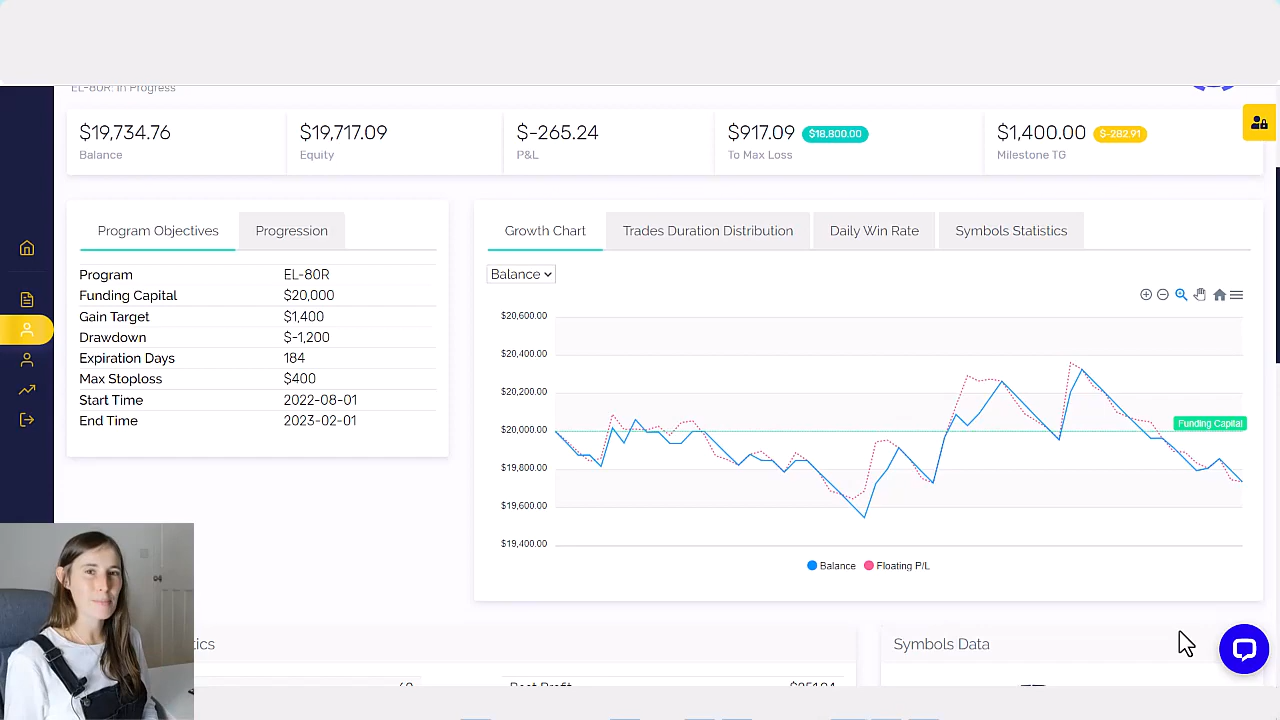 EL-80R: In Progress
$19,734.76
Balance
$19,717.09
Equity
$-265.24
P&L
$917.09 $18,800.00
To Max Loss
$1,400.00 $-282.91
Milestone TG
Program Objectives
Progression
Program EL-80R
Funding Capital $20,000
Gain Target $1,400
Drawdown $-1,200
Expiration Days 184
Max Stoploss $400
Start Time 2022-08-01
End Time 2023-02-01
Growth Chart
Trades Duration Distribution
Daily Win Rate
Symbols Statistics
Balance
$20,600.00
$20,400.00
$20,200.00
$20,000.00
$19,800.00
$19,600.00
$19,400.00
Funding Capital
Balance
Floating P/L
tics
Symbols Data
Best Profit